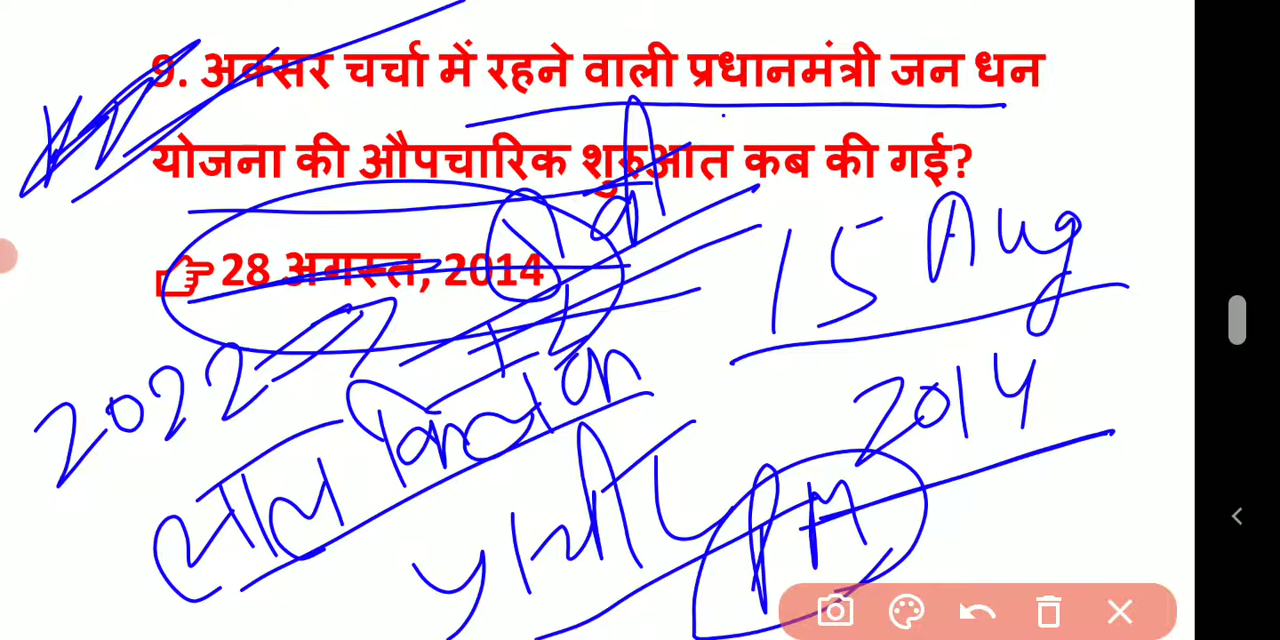 9. अक्सर चर्चा में रहने वाली प्रधानमंत्री जन धन
योजना की औपचारिक शुरुआत कब की गई?
👉 28 अगस्त, 2014
15 Aug
2014
2022
PM